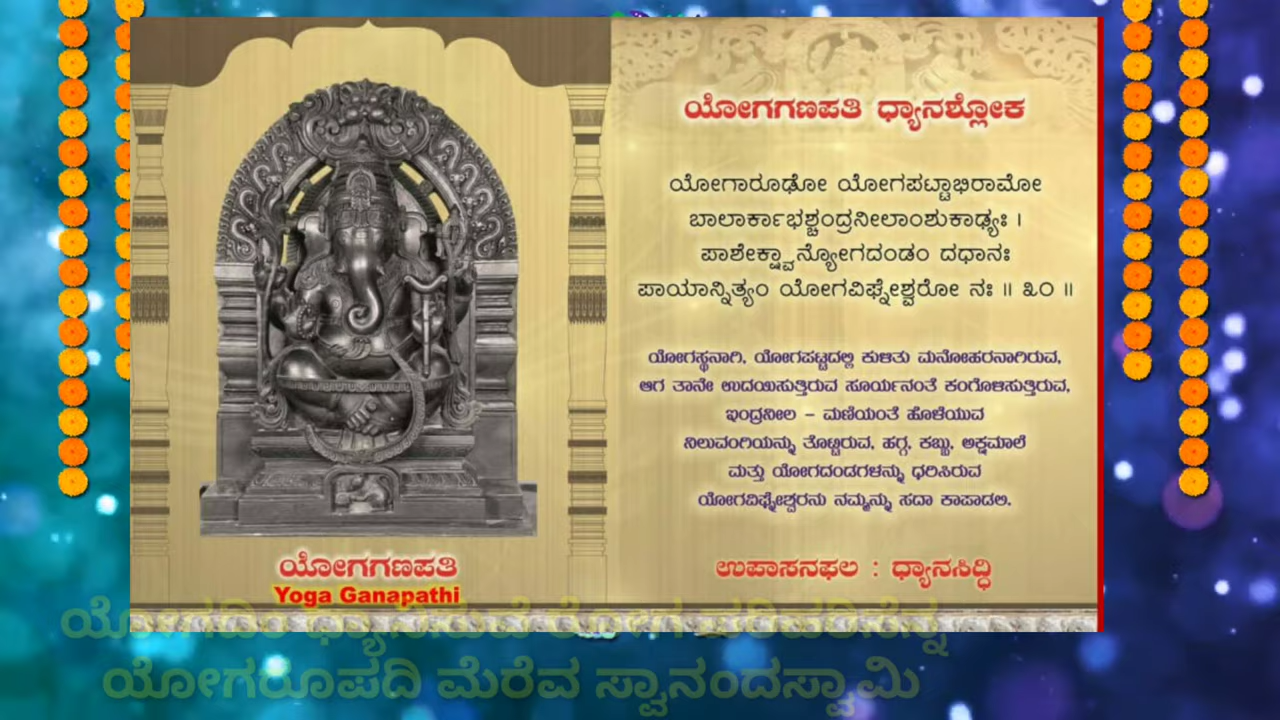 ಯೋಗಗಣಪತಿ ಧ್ಯಾನಶ್ಲೋಕ
ಯೋಗಾರೂಢೋ ಯೋಗಪಟ್ಟಾಭಿರಾಮೋ
ಬಾಲಾರ್ಕಾಭಶ್ಚಂದ್ರನೀಲಾಂಶುಕಾಢ್ಯಃ ।
ಪಾಶೇಕ್ಷ್ವಾನ್ಯೋಗದಂಡಂ ದಧಾನಃ
ಪಾಯಾನ್ನಿತ್ಯಂ ಯೋಗವಿಘ್ನೇಶ್ವರೋ ನಃ ॥ ೩೦ ॥
ಯೋಗಸ್ಥನಾಗಿ, ಯೋಗಪಟ್ಟದಲ್ಲಿ ಕುಳಿತು ಮನೋಹರನಾಗಿರುವ,
ಆಗ ತಾನೇ ಉದಯಿಸುತ್ತಿರುವ ಸೂರ್ಯನಂತೆ ಕಂಗೊಳಿಸುತ್ತಿರುವ,
ಇಂದ್ರನೀಲ – ಮಣಿಯಂತೆ ಹೊಳೆಯುವ
ನಿಲುವಂಗಿಯನ್ನು ತೊಟ್ಟಿರುವ, ಹಗ್ಗ, ಕಬ್ಬು, ಅಕ್ಷಮಾಲೆ
ಮತ್ತು ಯೋಗದಂಡಗಳನ್ನು ಧರಿಸಿರುವ
ಯೋಗವಿಘ್ನೇಶ್ವರನು ನಮ್ಮನ್ನು ಸದಾ ಕಾಪಾಡಲಿ.
ಉಪಾಸನಫಲ : ಧ್ಯಾನಸಿದ್ಧಿ
ಯೋಗಗಣಪತಿ
Yoga Ganapathi
ಯೋಗರೂಪದಿ ಮೆರೆವ ಸ್ವಾನಂದಸ್ವಾಮಿ